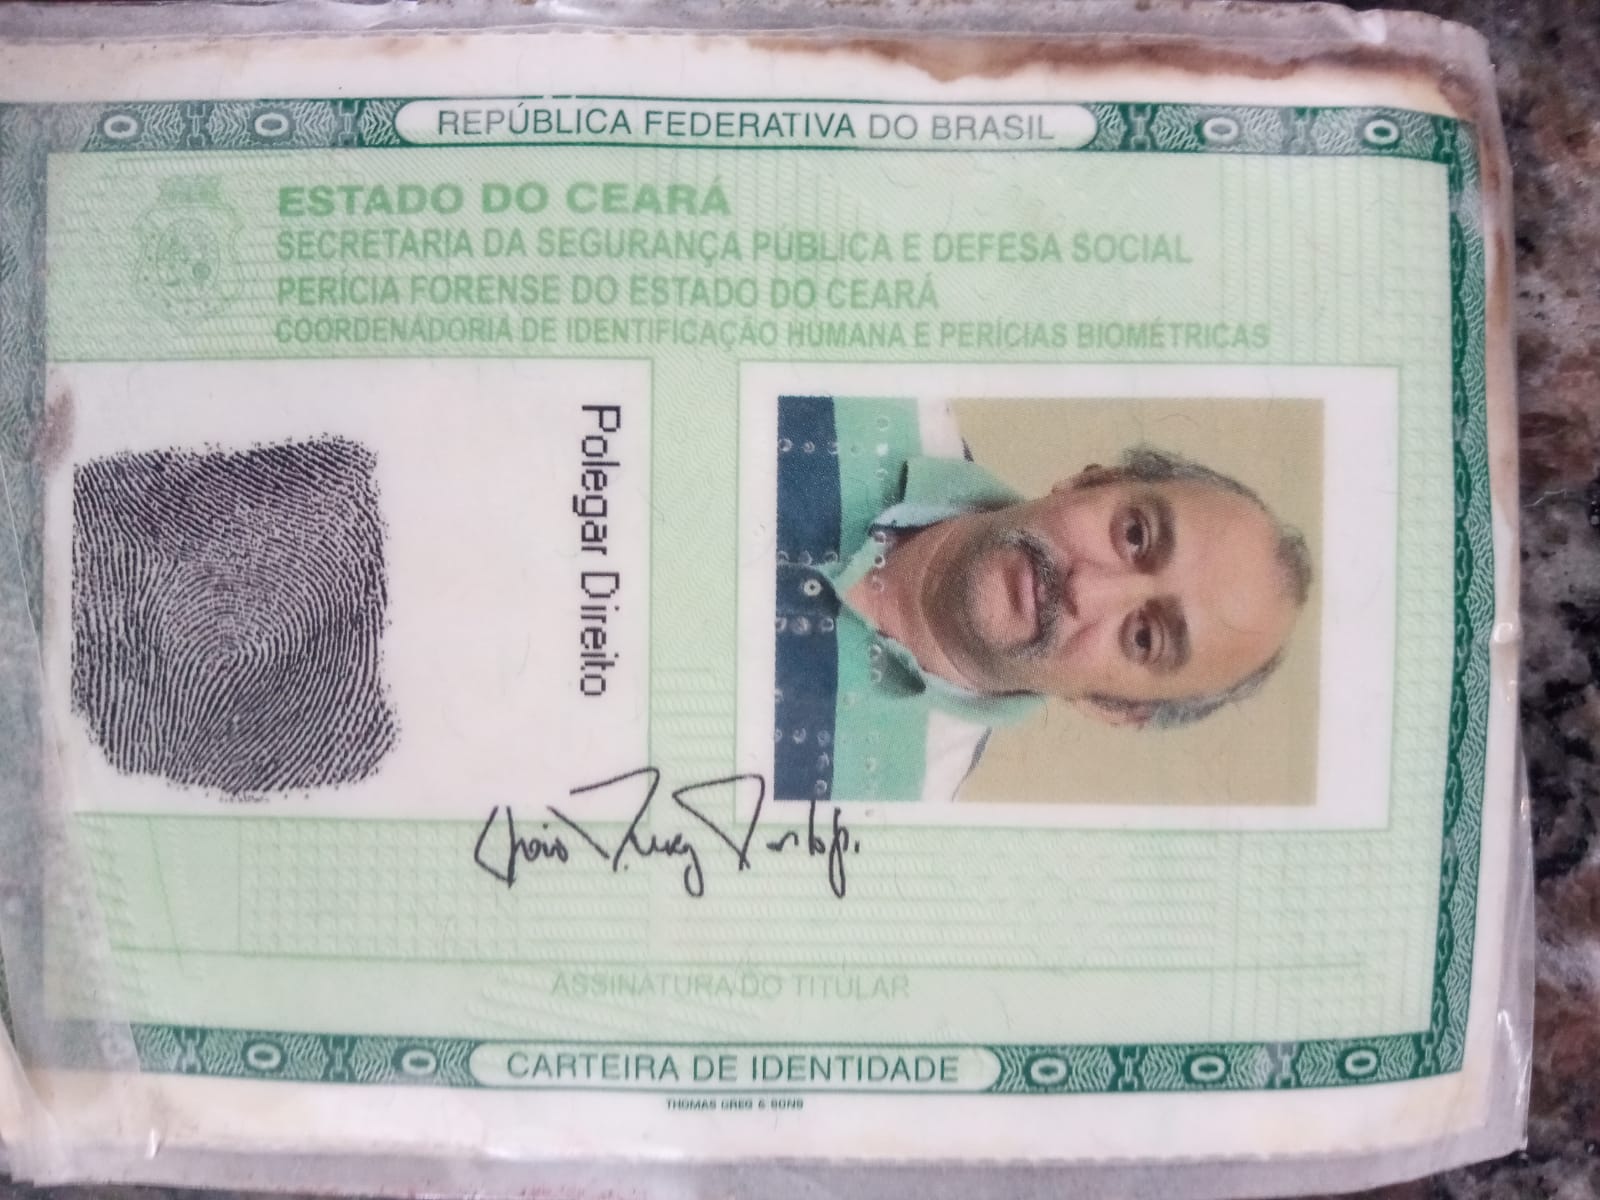 REPÚBLICA FEDERATIVA DO BRASIL
ESTADO DO CEARÁ
SECRETARIA DA SEGURANÇA PÚBLICA E DEFESA SOCIAL
PERÍCIA FORENSE DO ESTADO DO CEARÁ
COORDENADORIA DE IDENTIFICAÇÃO HUMANA E PERÍCIAS BIOMÉTRICAS
Polegar Direito
ASSINATURA DO TITULAR
CARTEIRA DE IDENTIDADE
THOMAS GREG & SONS